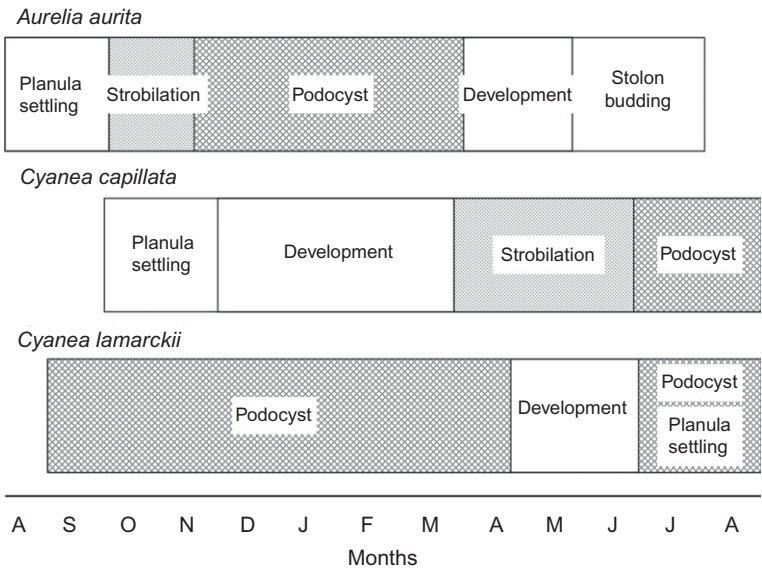 Aurelia aurita
Planula
settling
Strobilation
Podocyst
Development
Stolon
budding
Cyanea capillata
Planula
settling
Development
Strobilation
Podocyst
Cyanea lamarckii
Podocyst
Development
Podocyst
Planula
settling
A S O N D J F M A M J J A
Months